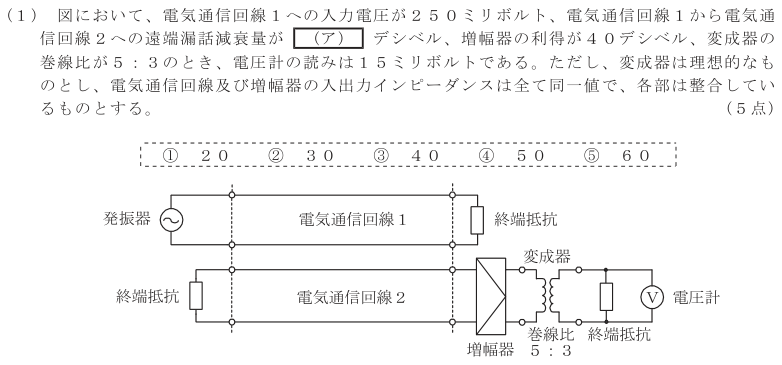 （１） 図において、電気通信回線１への入力電圧が２５０ミリボルト、電気通信回線１から電気通
信回線２への遠端漏話減衰量が （ア） デシベル、増幅器の利得が４０デシベル、変成器の
巻線比が５：３のとき、電圧計の読みは１５ミリボルトである。ただし、変成器は理想的なも
のとし、電気通信回線及び増幅器の入出力インピーダンスは全て同一値で、各部は整合してい
るものとする。 （５点）
① ２０ ② ３０ ③ ４０ ④ ５０ ⑤ ６０
発振器 電気通信回線１ 終端抵抗
変成器
終端抵抗 電気通信回線２ V 電圧計
巻線比 終端抵抗
増幅器 ５：３